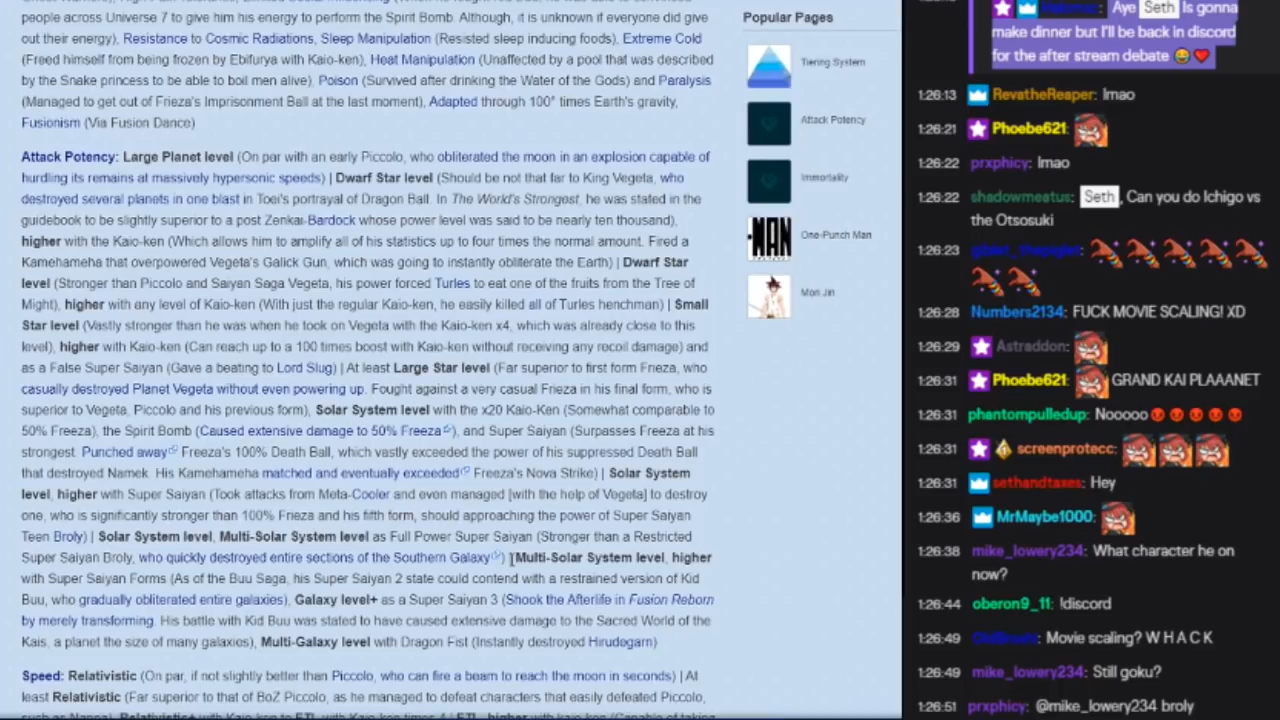 people across Universe 7 to give him his energy to complete the Spirit Bomb. Although, it is unknown if everyone did give
out their energy), Resistance to Cosmic Radiations, Sleep Manipulation (Resisted sleep inducing foods), Extreme Cold
(Freed himself from being frozen by Ebifurya with Kaio-ken), Heat Manipulation (Unaffected by a pool that was described
by the Snake princess to be able to boil men alive), Poison (Survived after drinking the Water of the Gods) and Paralysis
(Managed to get out of Frieza's Imprisonment Ball at the last moment), Adapted through 100* times Earth's gravity,
Fusionism (Via Fusion Dance)
Attack Potency: Large Planet level (On par with an early Piccolo, who obliterated the moon in an explosion capable of
hurdling its remains at massively hypersonic speeds) | Dwarf Star level (Should be not that far to King Vegeta, who
destroyed several planets in one blast in Toei's portrayal of Dragon Ball. In The World's Strongest, he was stated in the
guidebook to be slightly superior to a post Zenkai-Bardock whose power level was said to be nearly ten thousand),
higher with the Kaio-ken (Which allows him to amplify all of his statistics up to four times the normal amount. Fired a
Kamehameha that overpowered Vegeta's Galick Gun, which was going to instantly obliterate the Earth) | Dwarf Star
level (Stronger than Piccolo and Saiyan Saga Vegeta, his power forced Turles to eat one of the fruits from the Tree of
Might), higher with any level of Kaio-ken (With just the regular Kaio-ken, he easily killed all of Turles henchman) | Small
Star level (Vastly stronger than he was when he took on Vegeta with the Kaio-ken x4, which was already close to this
level), higher with Kaio-ken (Can reach up to a 100 times boost with Kaio-ken without receiving any recoil damage) and
as a False Super Saiyan (Gave a beating to Lord Slug) | At least Large Star level (Far superior to first form Frieza, who
casually destroyed Planet Vegeta without even powering up, fought against a very casual Frieza in his final form, who is
superior to Vegeta, Piccolo and his previous form), Solar System level with the x20 Kaio-Ken (Somewhat comparable to
50% Freeza), the Spirit Bomb (Caused extensive damage to 50% Freeza), and Super Saiyan (Surpasses Freeza at his
strongest. Punched away Freeza's 100% Death Ball, whichvastly exceed the power of his suppressed Death Ball
that destroyed Namek. His Kamehameha matched and eventually exceeded Freeza's Nova Strike) | Solar System
level, higher with Super Saiyan (Took attacks from Meta-Cooler and even managed [with the help of Vegeta] to destroy
one, who is significantly stronger than 100% Frieza and his fifth form, should approaching the power of Super Saiyan
Teen Broly) | Solar System level, Multi-Solar System level as Full Power Super Saiyan (Stronger than a Restricted
Super Saiyan Broly, who quickly destroyed entire sections of the Southern Galaxy) | Multi-Solar System level, higher
with Super Saiyan Forms (As of the Buu Saga, his Super Saiyan 2 state could contend with a restrained version of Kid
Buu, who gradually obliterated entire galaxies), Galaxy level+ as a Super Saiyan 3 (Shook the Afterlife in Fusion Reborn
by merely transforming. His battle with Kid Buu was stated to have caused extensive damage to the Sacred World of the
Kais, a planet the size of many galaxies), Multi-Galaxy level with Dragon Fist (Instantly destroyed Hirudegarn)
Speed: Relativistic (On par, if not slightly better than Piccolo, who can fire a beam to reach the moon in seconds) | At
least Relativistic (Far superior to that of BoZ Piccolo, as he managed to defeat characters that easily defeated Piccolo,
Popular Pages
Tiering System
Attack Potency
Immortality
One-Punch Man
Mori Jin
Aye Seth Is gonna
make dinner but I'll be back in discord
for the after stream debate 😂❤️
1:26:13 RevatheReaper: lmao
1:26:21 Phoebe621:
1:26:22 prxphicy: lmao
1:26:22 shadowmeatus: Seth, Can you do Ichigo vs
the Otsosuki
1:26:23
1:26:28 Numbers2134: FUCK MOVIE SCALING! XD
1:26:29 Astraddon:
1:26:31 Phoebe621: GRAND KAI PLAAANET
1:26:31 phantompulledup: Nooooo😡😡😡😡😡
1:26:31 screenprotecc:
1:26:31 sethandtaxes: Hey
1:26:36 MrMaybe1000:
1:26:38 mike_lowery234: What character he on
now?
1:26:44 oberon9_11: !discord
1:26:49 Movie scaling? W H A C K
1:26:49 mike_lowery234: Still goku?
1:26:51 prxphicy: @mike_lowery234 broly